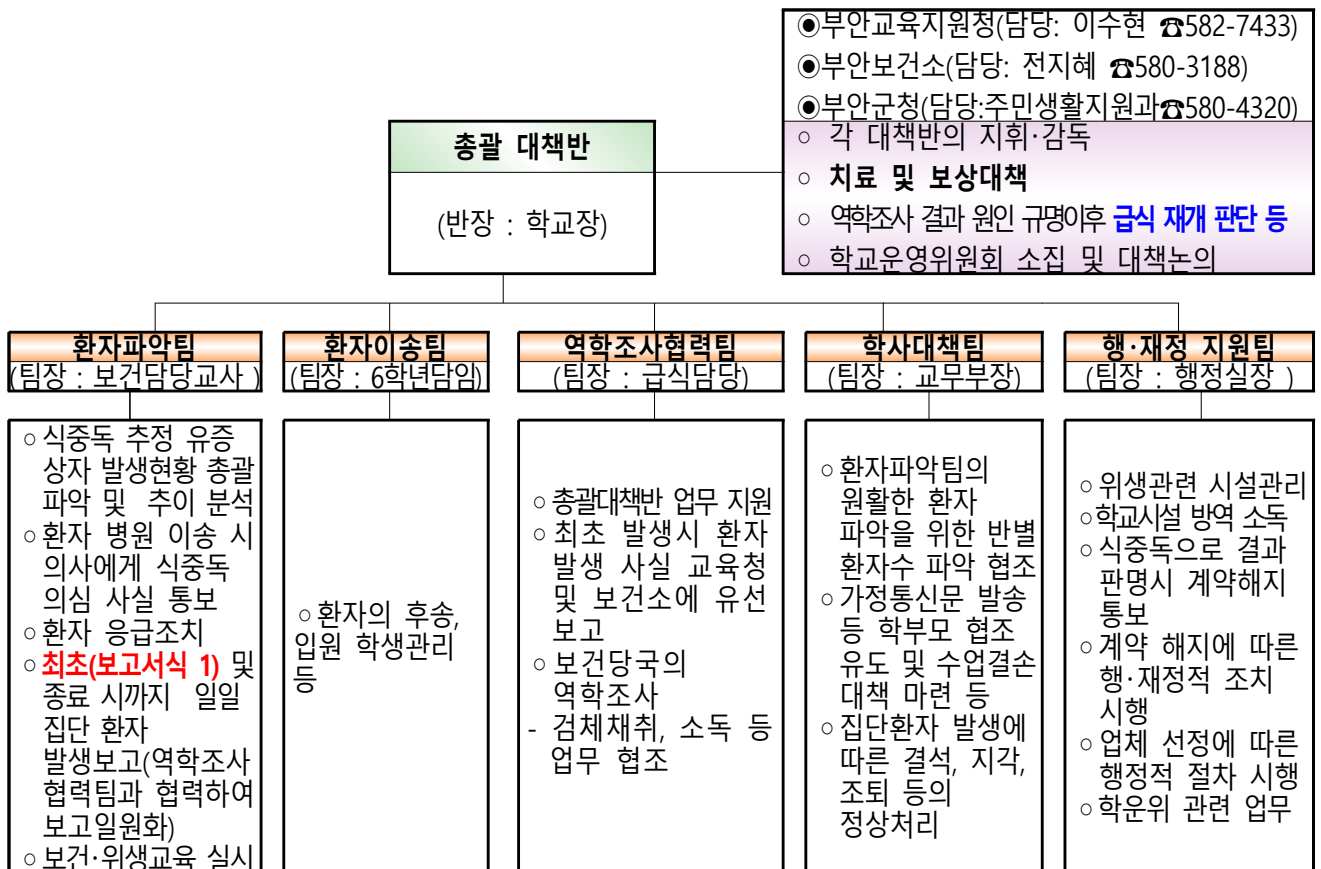 ◉부안교육지원청(담당: 이수현 ☎582-7433)
◉부안보건소(담당: 전지혜 ☎580-3188)
◉부안군청(담당:주민생활지원과☎580-4320)
○ 각 대책반의 지휘·감독
○ 치료 및 보상대책
○ 역학조사 결과 원인 규명이후 급식 재개 판단 등
○ 학교운영위원회 소집 및 대책논의
총괄 대책반
(반장 : 학교장)
환자파악팀
(팀장 : 보건담당교사 )
○식중독 추정 유증
상자 발생현황 총괄
파악 및 추이 분석
○환자 병원 이송 시
의사에게 식중독
의심 사실 통보
○환자 응급조치
○최초(보고서식 1) 및
종료 시까지 일일
집단 환자
발생보고(역학조사
협력팀과 협력하여
보고일원화)
○보건·위생교육 실시
환자이송팀
(팀장 : 6학년담임)
○환자의 후송,
입원 학생관리
등
역학조사협력팀
(팀장 : 급식담당)
○총괄대책반 업무 지원
○최초 발생시 환자
발생 사실 교육청
및 보건소에 유선
보고
○보건당국의
역학조사
- 검체채취, 소독 등
업무 협조
학사대책팀
(팀장 : 교무부장)
○환자파악팀의
원활한 환자
파악을 위한 반별
환자수 파악 협조
○가정통신문 발송
등 학부모 협조
유도 및 수업결손
대책 마련 등
○집단환자 발생에
따른 결석, 지각,
조퇴 등의
정상처리
행·재정 지원팀
(팀장 : 행정실장 )
○위생관련 시설관리
○학교시설 방역 소독
○식중독으로 결과
판명시 계약해지
통보
○계약 해지에 따른
행·재정적 조치
시행
○업체 선정에 따른
행정적 절차 시행
○학운위 관련 업무